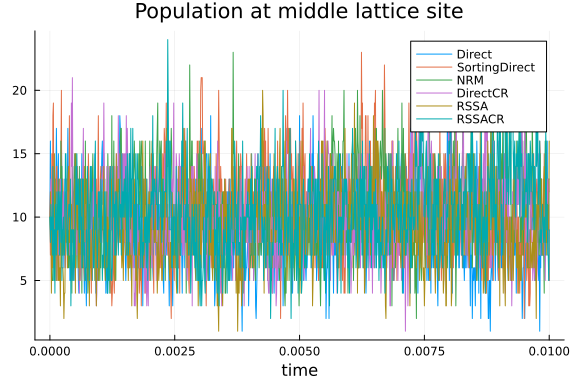 Population at middle lattice site
Direct
SortingDirect
NRM
DirectCR
RSSA
RSSACR
20
15
10
5
0.0000
0.0025
0.0050
0.0075
0.0100
time